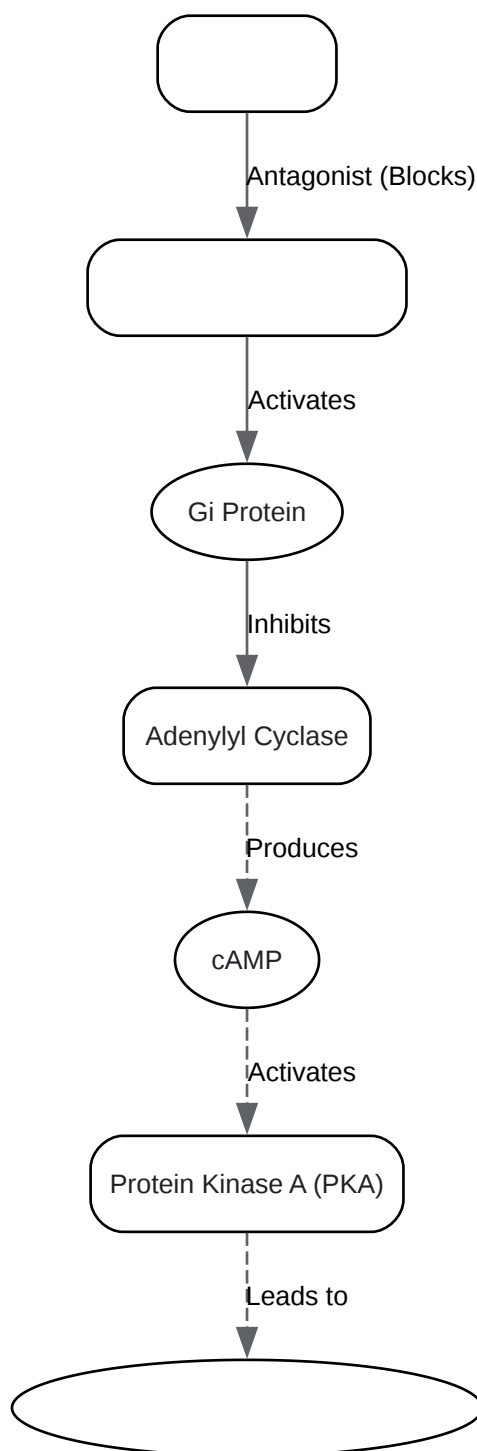 Antagonist (Blocks)
Activates
Gi Protein
Inhibits
Adenylyl Cyclase
Produces
cAMP
Activates
Protein Kinase A (PKA)
Leads to